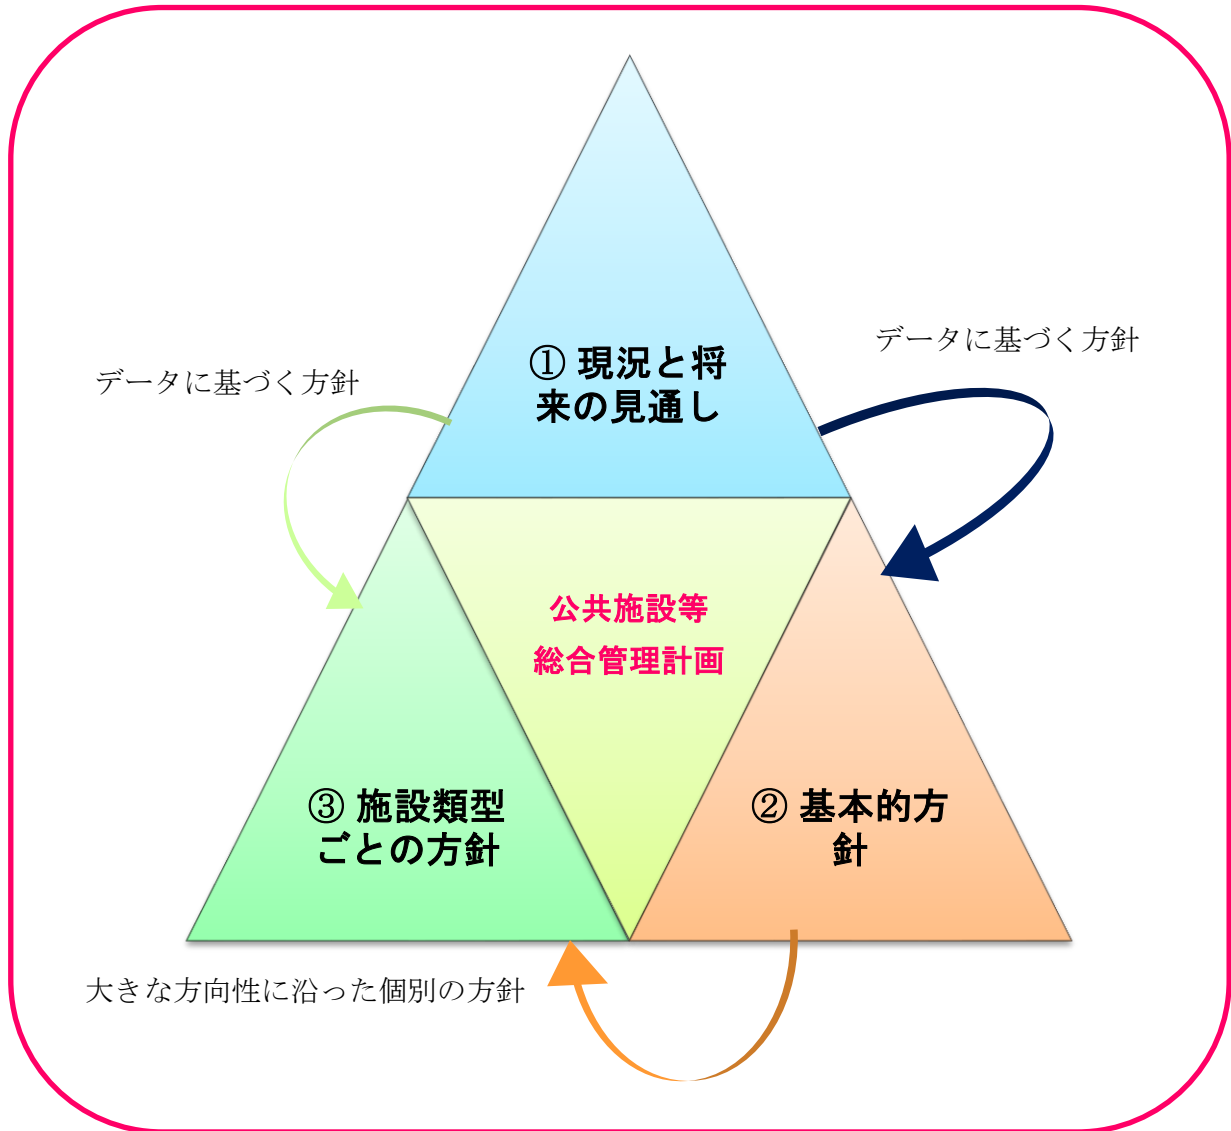 データに基づく方針
データに基づく方針
① 現況と将
来の見通し
公共施設等
総合管理計画
③ 施設類型
ごとの方針
② 基本的方
針
大きな方向性に沿った個別の方針